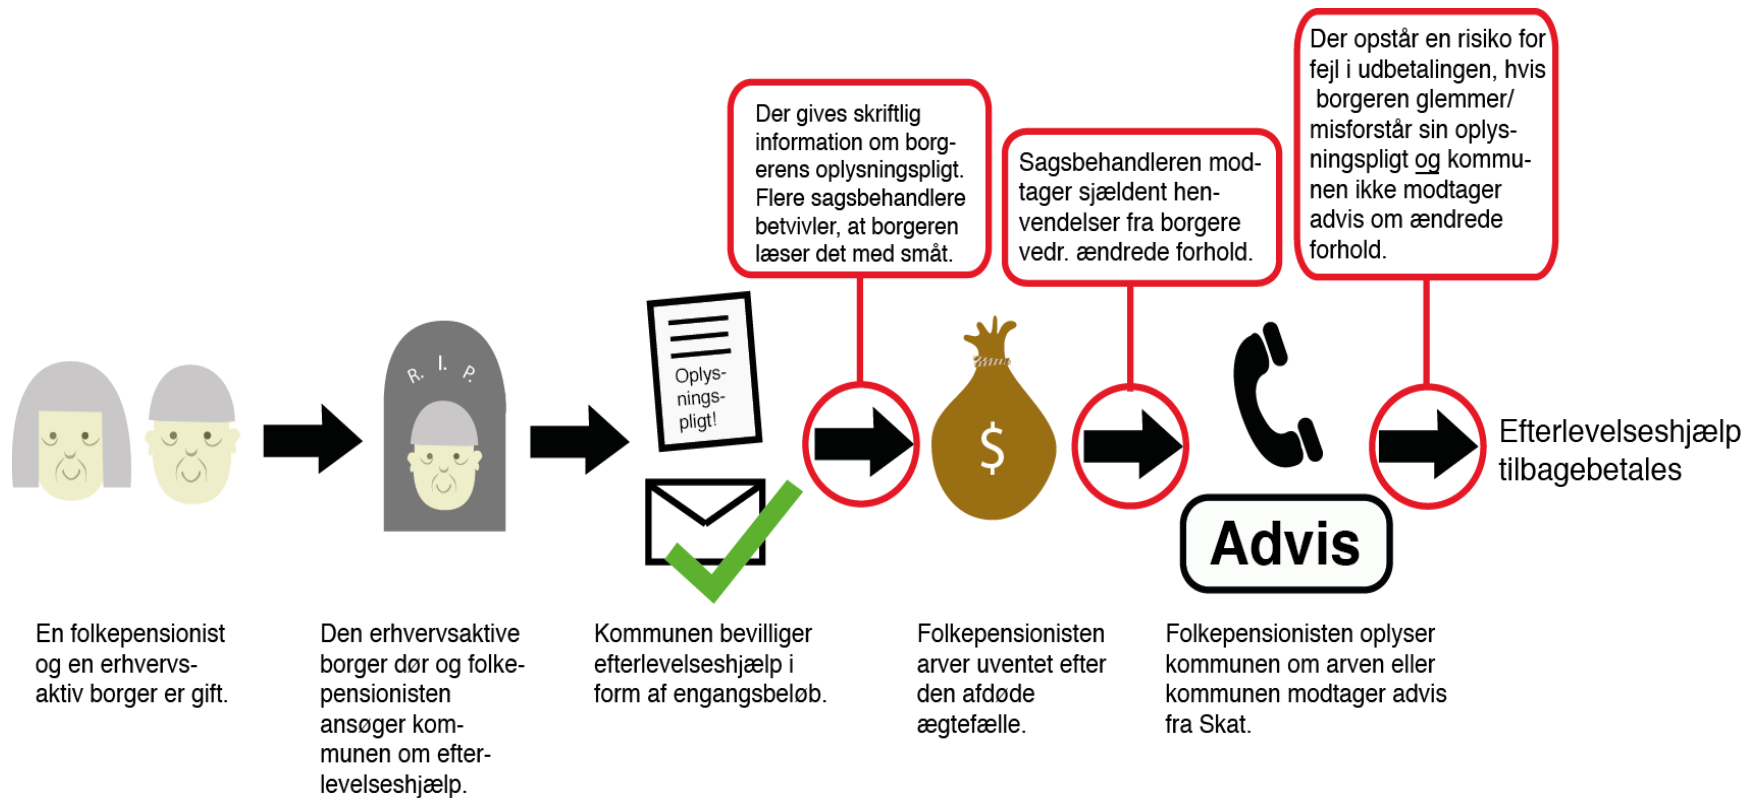 Der gives skriftlig
information om borg-
erens oplysningspligt.
Flere sagsbehandlere
betvivler, at borgeren
læser det med småt.
Sagsbehandleren mod-
tager sjældent hen-
vendelser fra borgere
vedr. ændrede forhold.
Der opstår en risiko for
fejl i udbetalingen, hvis
borgeren glemmer/
misforstår sin oplys-
ningspligt og kommu-
nen ikke modtager
advis om ændrede
forhold.
R. I. P.
Oplys-
nings-
pligt!
$
Advis
Efterlevelseshjælp
tilbagebetales
En folkepensionist
og en erhvervs-
aktiv borger er gift.
Den erhvervsaktive
borger dør og folke-
pensionisten
ansøger kom-
munen om efter-
levelseshjælp.
Kommunen bevilliger
efterlevelseshjælp i
form af engangsbeløb.
Folkepensionisten
arver uventet efter
den afdøde
ægtefælle.
Folkepensionisten oplyser
kommunen om arven eller
kommunen modtager advis
fra Skat.